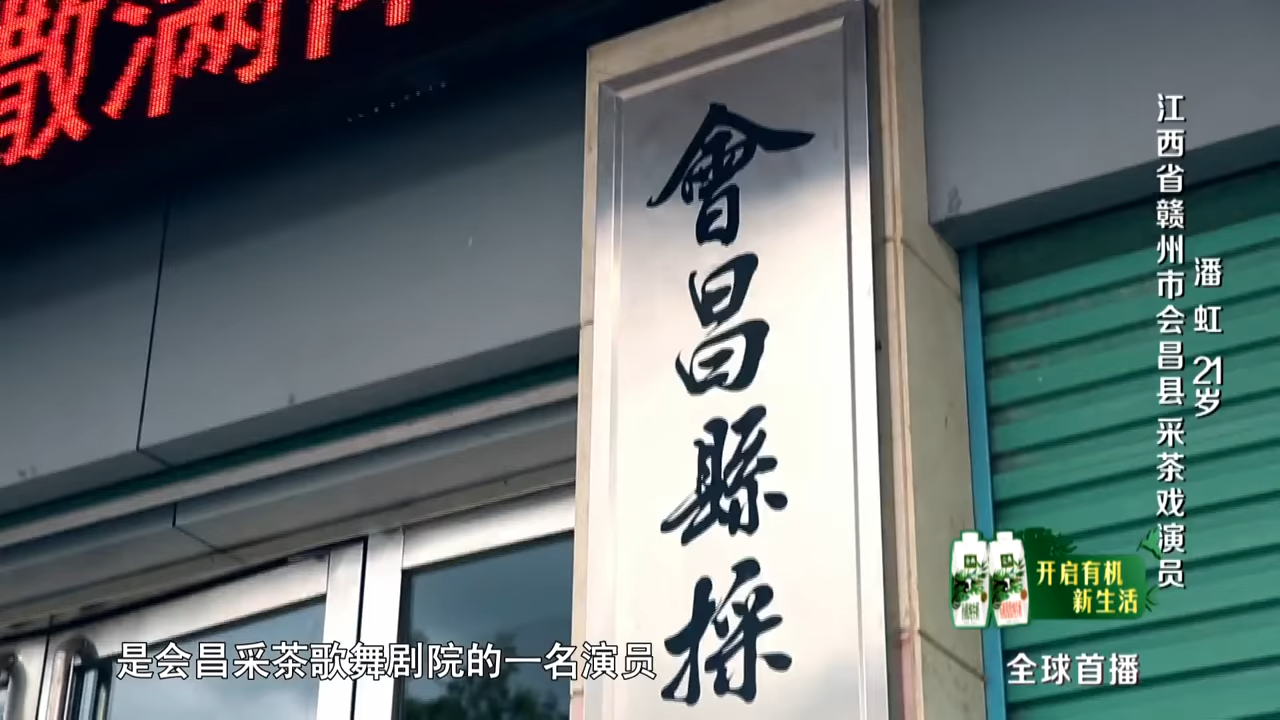 撒满
會昌縣採
江西省赣州市会昌县 采茶戏演员
潘虹 21岁
开启有机
新生活
是会昌采茶歌舞剧院的一名演员
全球首播